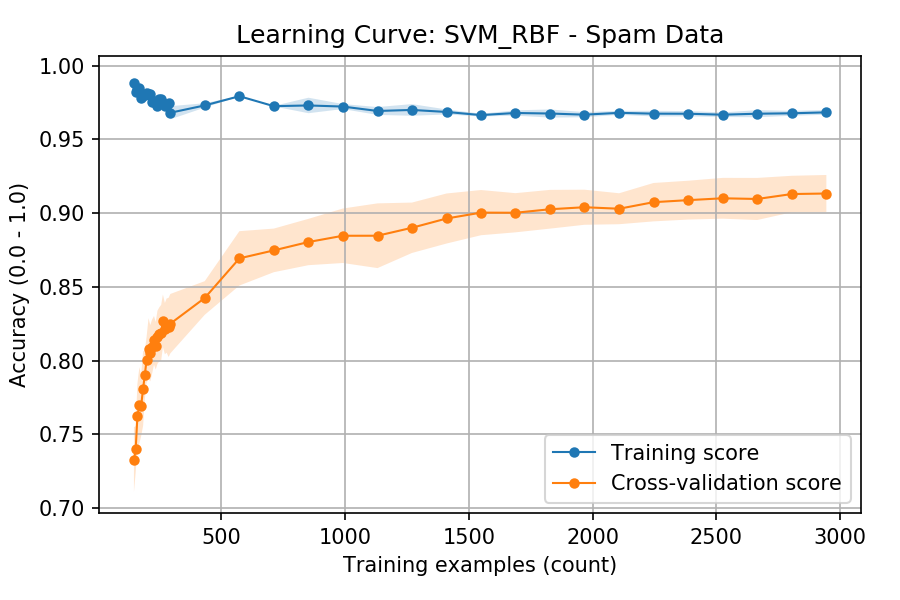 Learning Curve: SVM_RBF - Spam Data
Accuracy (0.0 - 1.0)
1.00
0.95
0.90
0.85
0.80
0.75
0.70
Training score
Cross-validation score
500
1000
1500
2000
2500
3000
Training examples (count)